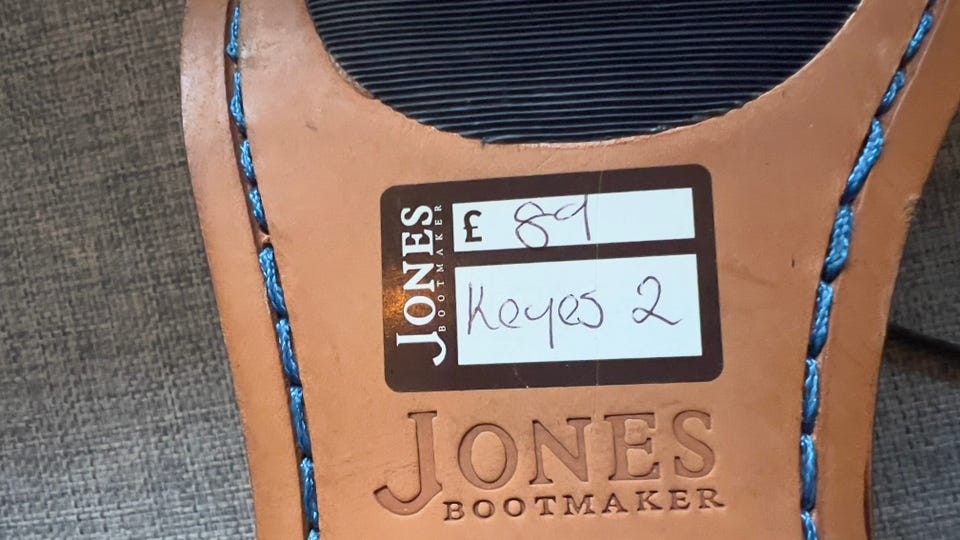 £ 89
Keyes 2
JONES
BOOTMAKER
JONES
BOOTMAKER